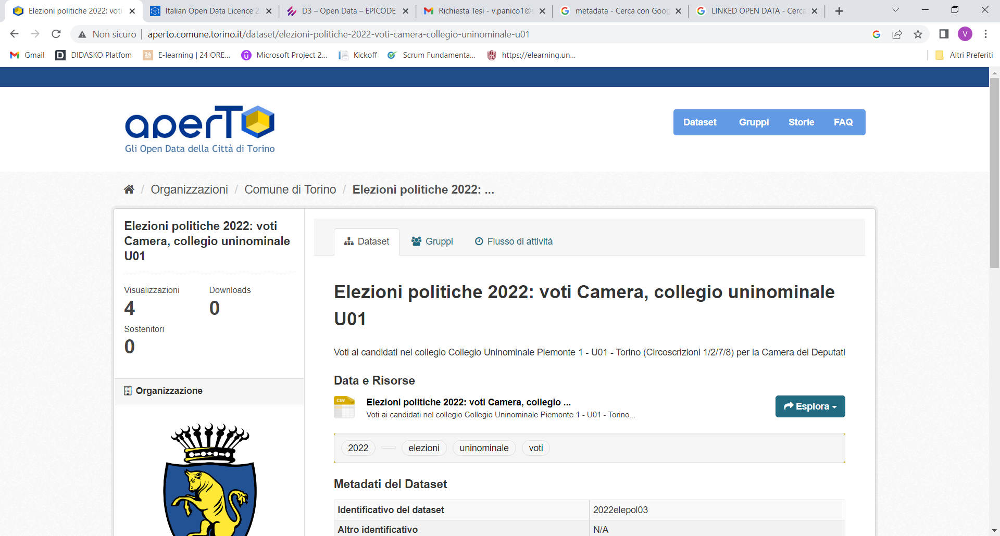 Elezioni politiche 2022: voti
Italian Open Data Licence 2
D3 – Open Data – EPICODE
Richiesta Tesi - v.panico1@s
metadata - Cerca con Goog
LINKED OPEN DATA - Cerca
Non sicuro
aperto.comune.torino.it/dataset/elezioni-politiche-2022-voti-camera-collegio-uninominale-u01
V
Gmail
DIDASKO Platfom
24 ORE
E-learning | 24 ORE...
Microsoft Project 2...
Kickoff
Scrum Fundamenta...
https://elearning.un...
Altri Preferiti
aperTO
Gli Open Data della Città di Torino
Dataset Gruppi Storie FAQ
/ Organizzazioni / Comune di Torino / Elezioni politiche 2022: ...
Elezioni politiche 2022: voti
Camera, collegio uninominale
U01
Visualizzazioni
4
Downloads
0
Sostenitori
0
Organizzazione
Dataset
Gruppi
Flusso di attività
Elezioni politiche 2022: voti Camera, collegio uninominale
U01
Voti ai candidati nel collegio Collegio Uninominale Piemonte 1 - U01 - Torino (Circoscrizioni 1/2/7/8) per la Camera dei Deputati
Data e Risorse
CSV
Elezioni politiche 2022: voti Camera, collegio ...
Voti ai candidati nel collegio Collegio Uninominale Piemonte 1 - U01 - Torino...
Esplora
2022
elezioni
uninominale
voti
Metadati del Dataset
Identificativo del dataset 2022elepol03
Altro identificativo N/A